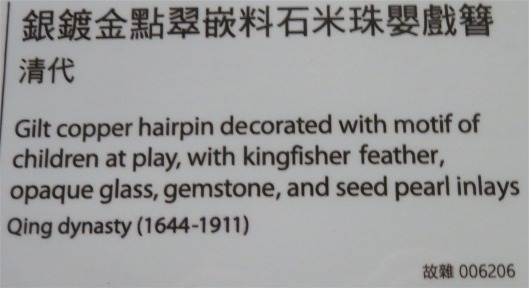 銀鍍金點翠嵌料石米珠嬰戲簪
清代
Gilt copper hairpin decorated with motif of
children at play, with kingfisher feather,
opaque glass, gemstone, and seed pearl inlays
Qing dynasty (1644-1911)
故雜 006206